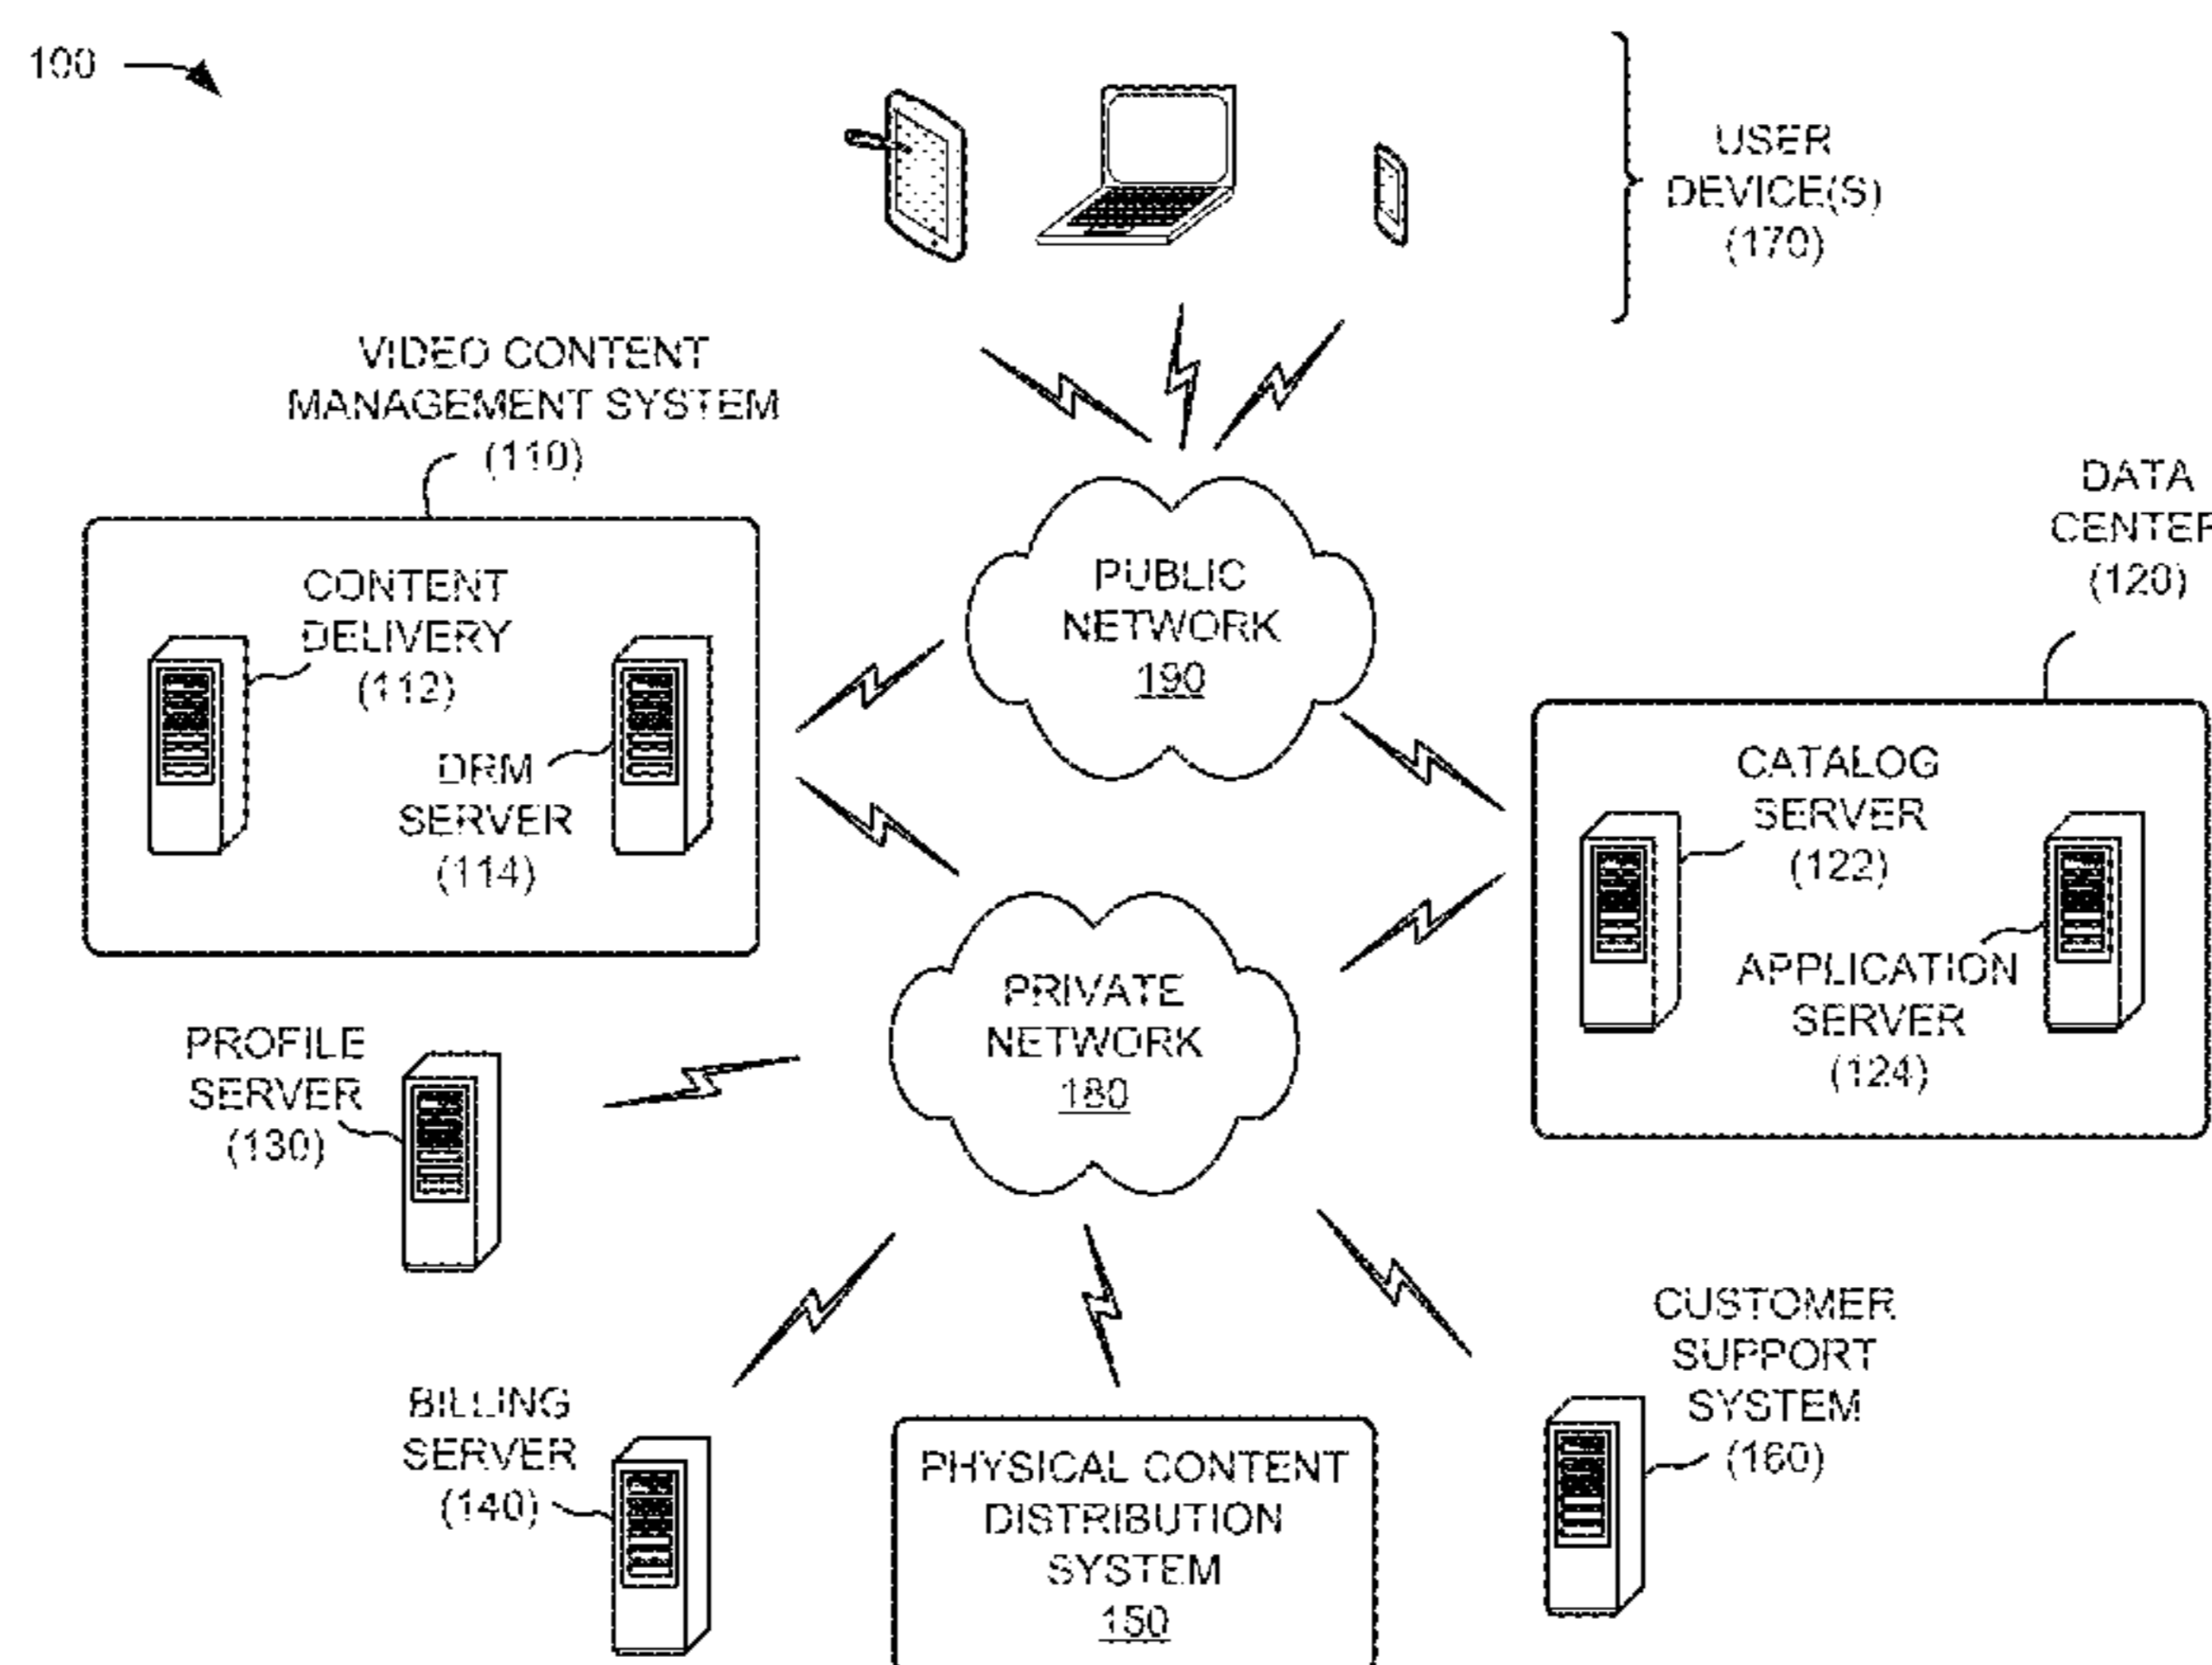 100
USER
DEVICE(S)
(170)
VIDEO CONTENT
MANAGEMENT SYSTEM
(110)
CONTENT
DELIVERY
(112)
DRM
SERVER
(114)
PUBLIC
NETWORK
190
DATA
CENTER
(120)
CATALOG
SERVER
(122)
APPLICATION
SERVER
(124)
PRIVATE
NETWORK
180
PROFILE
SERVER
(130)
BILLING
SERVER
(140)
PHYSICAL CONTENT
DISTRIBUTION
SYSTEM
150
CUSTOMER
SUPPORT
SYSTEM
(160)